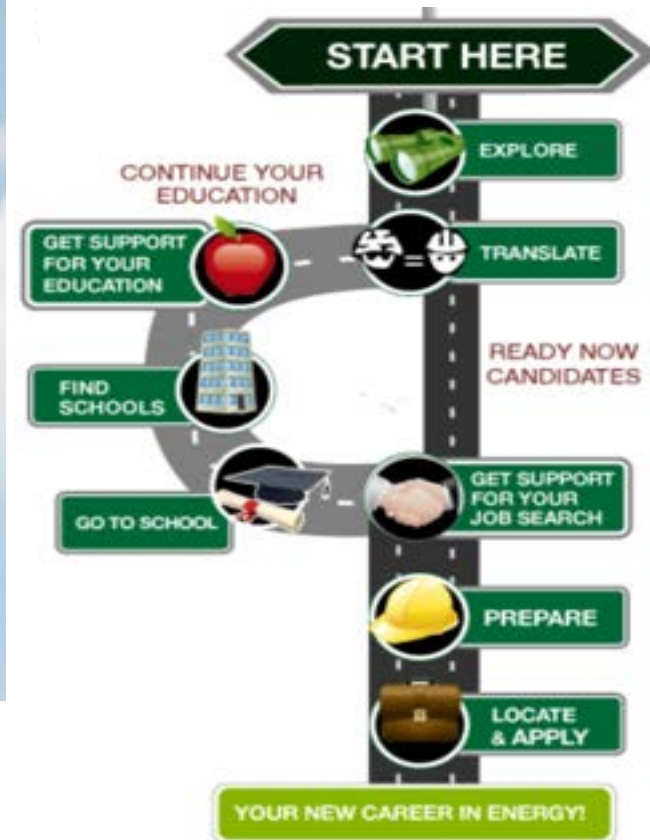 START HERE
EXPLORE
CONTINUE YOUR
EDUCATION
GET SUPPORT
FOR YOUR
EDUCATION
TRANSLATE
READY NOW
CANDIDATES
FIND
SCHOOLS
GO TO SCHOOL
GET SUPPORT
FOR YOUR
JOB SEARCH
PREPARE
LOCATE
& APPLY
YOUR NEW CAREER IN ENERGY!